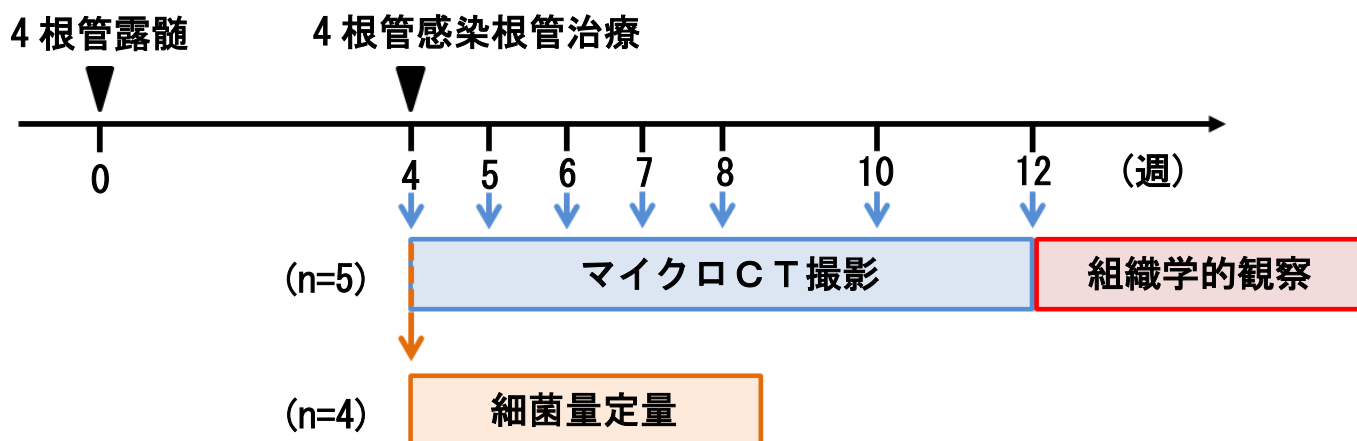 4根管露髄 4根管感染根管治療
0 4 5 6 7 8 10 12 (週)
(n=5) マイクロCT撮影 組織学的観察
(n=4) 細菌量定量